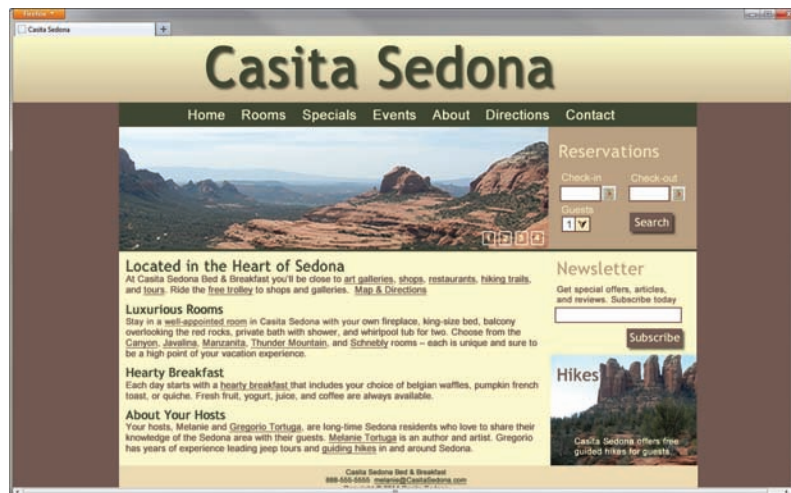 Firefox
Casita Sedona
Casita Sedona
Home Rooms Specials Events About Directions Contact
Reservations
Check-in Check-out
Guests
1
Search
1 2 3 4
Located in the Heart of Sedona
At Casita Sedona Bed & Breakfast you'll be close to art galleries, shops, restaurants, hiking trails,
and tours. Ride the free trolley to shops and galleries. Map & Directions
Luxurious Rooms
Stay in a well-appointed room in Casita Sedona with your own fireplace, king-size bed, balcony
overlooking the red rocks, private bath with shower, and whirlpool tub for two. Choose from the
Canyon, Javalina, Manzanita, Thunder Mountain, and Schnebly rooms – each is unique and sure to
be a high point of your vacation experience.
Hearty Breakfast
Each day starts with a hearty breakfast that includes your choice of belgian waffles, pumpkin french
toast, or quiche. Fresh fruit, yogurt, juice, and coffee are always available.
About Your Hosts
Your hosts, Melanie and Gregorio Tortuga, are long-time Sedona residents who love to share their
knowledge of the Sedona area with their guests. Melanie Tortuga is an author and artist. Gregorio
has years of experience leading jeep tours and guiding hikes in and around Sedona.
Newsletter
Get special offers, articles,
and reviews. Subscribe today
Subscribe
Hikes
Casita Sedona offers free
guided hikes for guests.
Casita Sedona Bed & Breakfast
888-555-5555 melanie@CasitaSedona.com